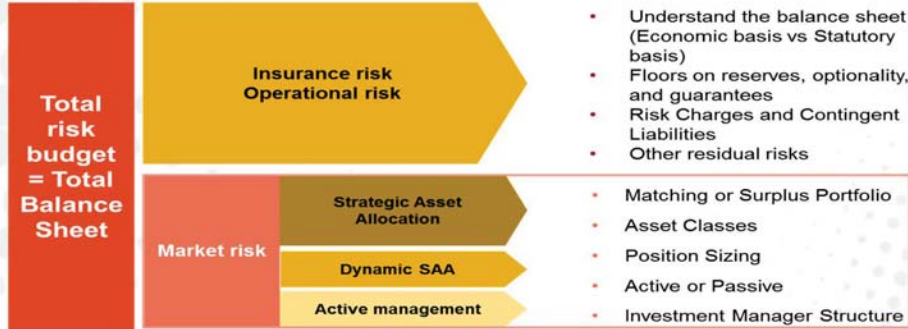 Total
risk
budget
= Total
Balance
Sheet
Insurance risk
Operational risk
• Understand the balance sheet
(Economic basis vs Statutory
basis)
• Floors on reserves, optionality,
and guarantees
• Risk Charges and Contingent
Liabilities
• Other residual risks
Market risk
Strategic Asset
Allocation
Dynamic SAA
Active management
• Matching or Surplus Portfolio
• Asset Classes
• Position Sizing
• Active or Passive
• Investment Manager Structure